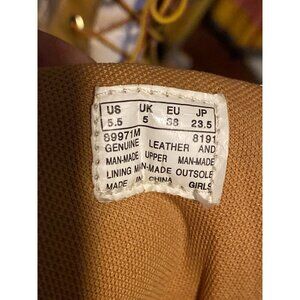 US UK EU JP
5.5 5 38 23.5
89971M 8191
GENUINE LEATHER AND
MAN-MADE UPPER MAN-MADE
LINING MAN-MADE OUTSOLE
MADE IN CHINA GIRLS